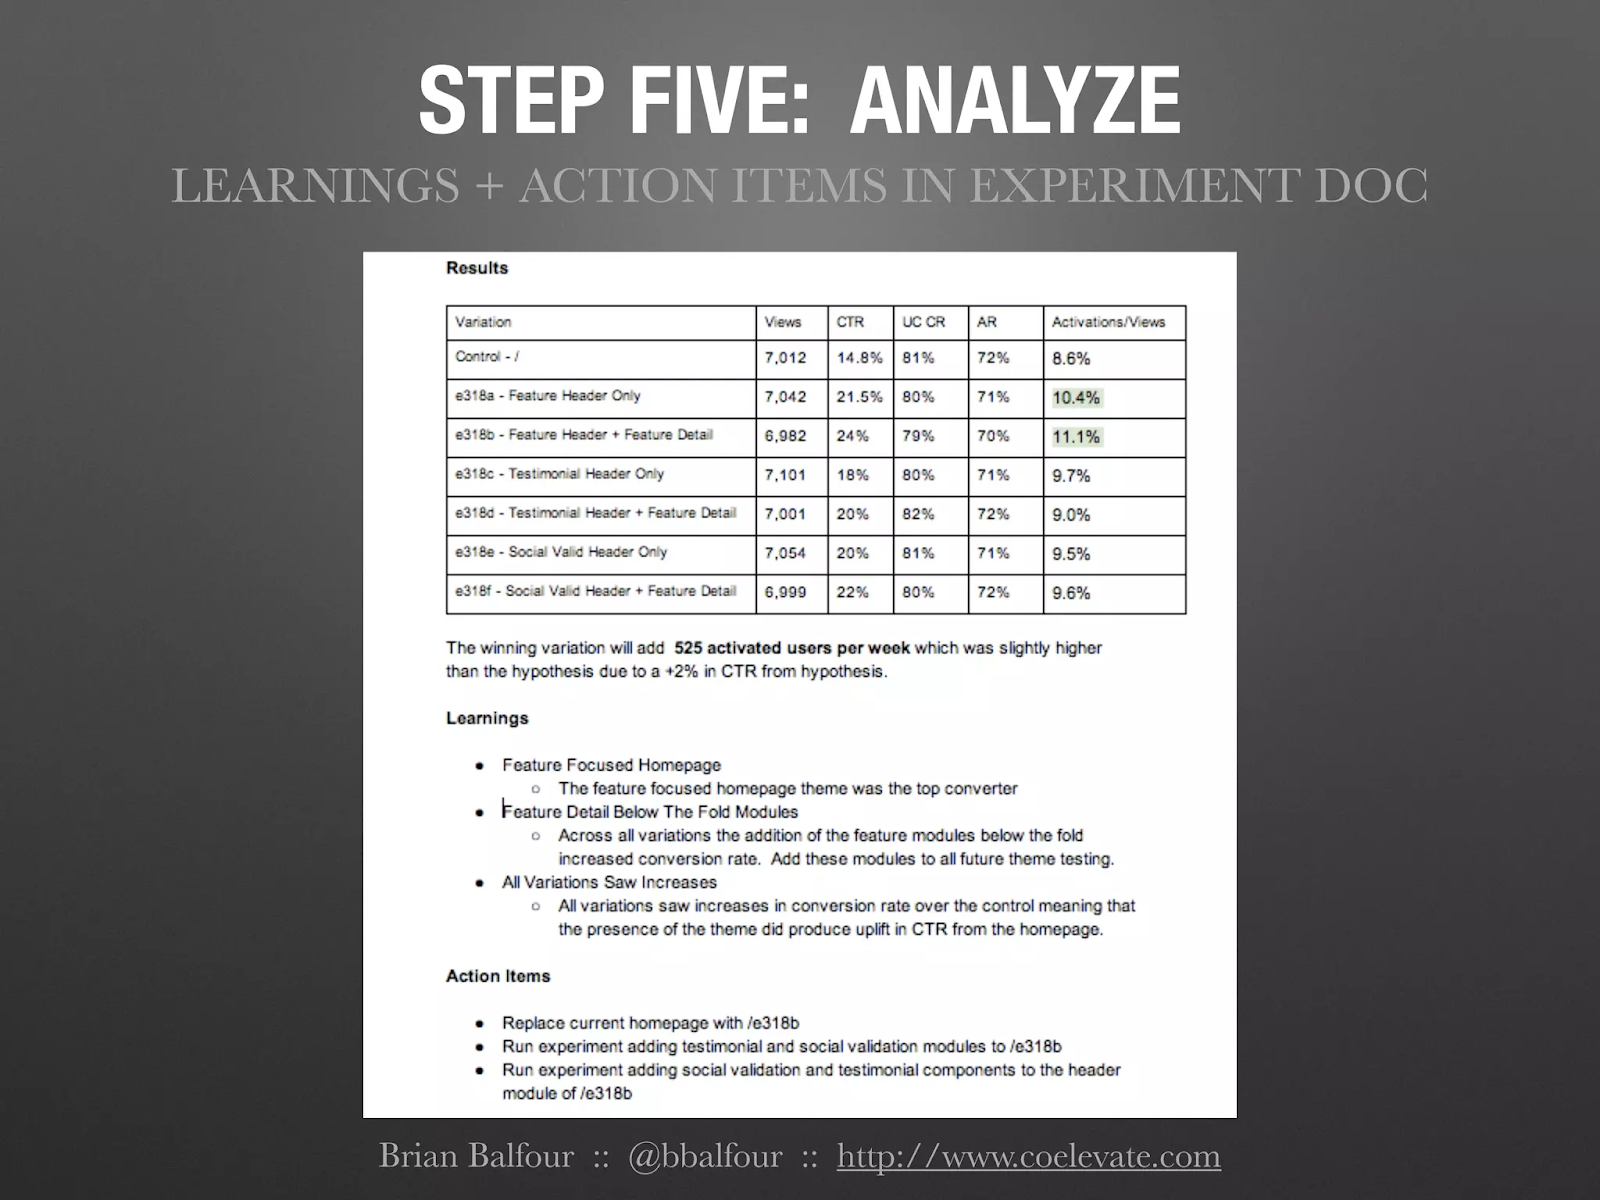 STEP FIVE: ANALYZE
LEARNINGS + ACTION ITEMS IN EXPERIMENT DOC
Results
Variation Views CTR UC CR AR Activations/Views
Control - / 7,012 14.8% 81% 72% 8.6%
e318a - Feature Header Only 7,042 21.5% 80% 71% 10.4%
e318b - Feature Header + Feature Detail 6,982 24% 79% 70% 11.1%
e318c - Testimonial Header Only 7,101 18% 80% 71% 9.7%
e318d - Testimonial Header + Feature Detail 7,001 20% 82% 72% 9.0%
e318e - Social Valid Header Only 7,054 20% 81% 71% 9.5%
e318f - Social Valid Header + Feature Detail 6,999 22% 80% 72% 9.6%
The winning variation will add 525 activated users per week which was slightly higher
than the hypothesis due to a +2% in CTR from hypothesis.
Learnings
• Feature Focused Homepage
○ The feature focused homepage theme was the top converter
• Feature Detail Below The Fold Modules
○ Across all variations the addition of the feature modules below the fold
increased conversion rate. Add these modules to all future theme testing.
• All Variations Saw Increases
○ All variations saw increases in conversion rate over the control meaning that
the presence of the theme did produce uplift in CTR from the homepage.
Action Items
• Replace current homepage with /e318b
• Run experiment adding testimonial and social validation modules to /e318b
• Run experiment adding social validation and testimonial components to the header
module of /e318b
Brian Balfour :: @bbalfour :: http://www.coelevate.com